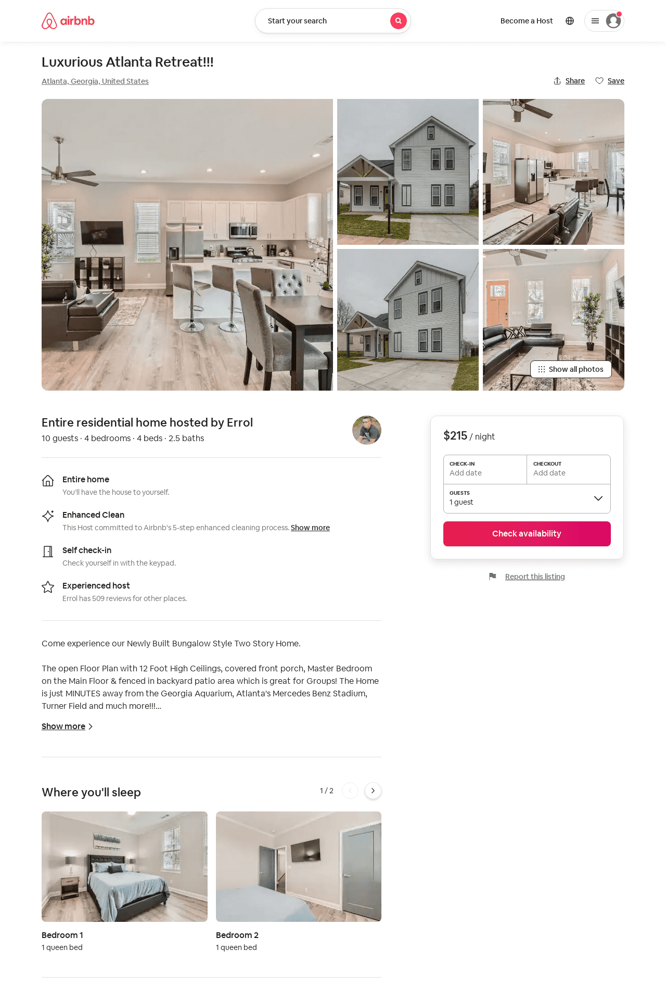 airbnb
Start your search
Become a Host
Luxurious Atlanta Retreat!!!
Atlanta, Georgia, United States
Share
Save
Show all photos
Entire residential home hosted by Errol
10 guests · 4 bedrooms · 4 beds · 2.5 baths
$215 / night
CHECK-IN
Add date
CHECKOUT
Add date
GUESTS
1 guest
Check availability
Report this listing
Entire home
You'll have the house to yourself.
Enhanced Clean
This Host committed to Airbnb's 5-step enhanced cleaning process. Show more
Self check-in
Check yourself in with the keypad.
Experienced host
Errol has 509 reviews for other places.
Come experience our Newly Built Bungalow Style Two Story Home.
The open Floor Plan with 12 Foot High Ceilings, covered front porch, Master Bedroom
on the Main Floor & fenced in backyard patio area which is great for Groups! The Home
is just MINUTES away from the Georgia Aquarium, Atlanta's Mercedes Benz Stadium,
Turner Field and much more!!!...
Show more
Where you'll sleep
1 / 2
Bedroom 1
1 queen bed
Bedroom 2
1 queen bed